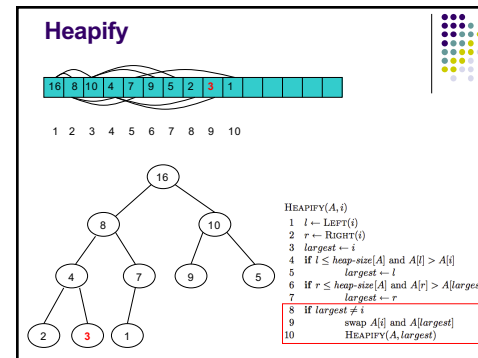 Heapify
16 8 10 4 7 9 5 2 3 1
1 2 3 4 5 6 7 8 9 10
16
8 10
4 7 9 5
2 3 1
HEAPIFY(A, i)
1 l ← LEFT(i)
2 r ← RIGHT(i)
3 largest ← i
4 if l ≤ heap-size[A] and A[l] > A[i]
5 largest ← l
6 if r ≤ heap-size[A] and A[r] > A[largest
7 largest ← r
8 if largest ≠ i
9 swap A[i] and A[largest]
10 HEAPIFY(A, largest)